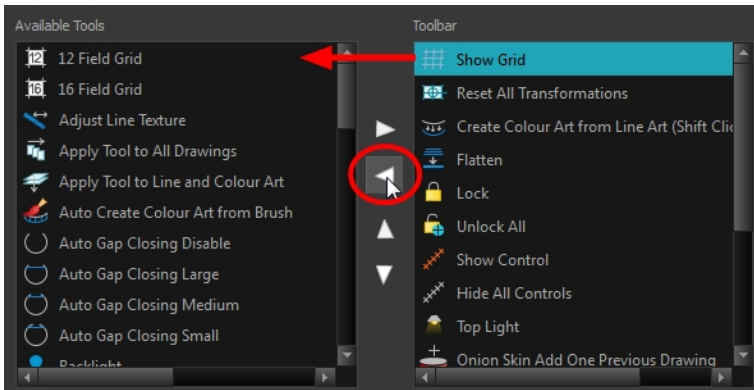 Available Tools
12 12 Field Grid
16 16 Field Grid
Adjust Line Texture
Apply Tool to All Drawings
Apply Tool to Line and Colour Art
Auto Create Colour Art from Brush
Auto Gap Closing Disable
Auto Gap Closing Large
Auto Gap Closing Medium
Auto Gap Closing Small
Backlight
Toolbar
Show Grid
Reset All Transformations
Create Colour Art from Line Art (Shift Clic
Flatten
Lock
Unlock All
Show Control
Hide All Controls
Top Light
Onion Skin Add One Previous Drawing